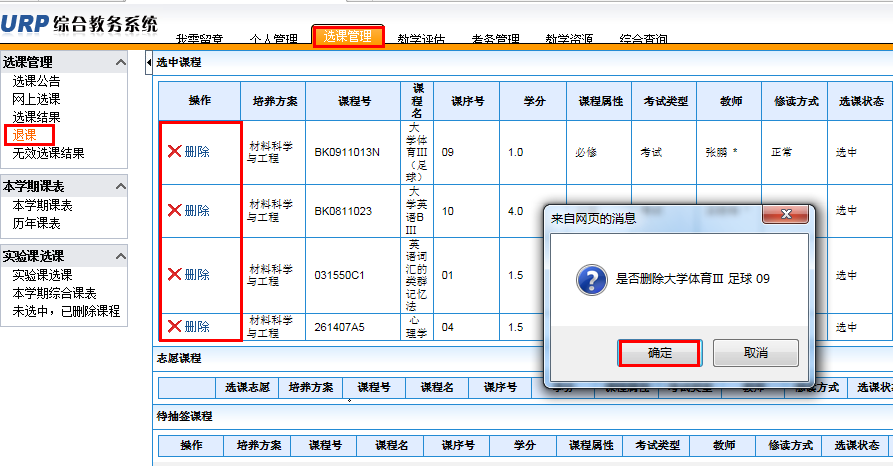 URP 综合教务系统
我要留言 个人管理 选课管理 教学评估 考务管理 教学资源 综合查询
选课管理
选课公告
网上选课
选课结果
退课
无效选课结果
本学期课表
本学期课表
历年课表
实验课选课
实验课选课
本学期综合课表
未选中，已删除课程
选中课程
操作 培养方案 课程号 课程名 课序号 学分 课程属性 考试类型 教师 修读方式 选课状态
删除 材料科学与工程 BK0911013N 大学体育III（足球） 09 1.0 必修 考试 张鹏 * 正常 选中
删除 材料科学与工程 BK0811023 大学英语BIII 10 4.0 选中
删除 材料科学与工程 031550C1 英语词汇的类群记忆法 01 1.5 选中
删除 材料科学与工程 261407A5 心理学 04 1.5 选中
来自网页的消息
是否删除大学体育III 足球 09
确定 取消
志愿课程
选课志愿 培养方案 课程号 课程名 课序号 学分 课程属性 考试类型 教师 修读方式 选课状
待抽签课程
操作 培养方案 课程号 课程名 课序号 学分 课程属性 考试类型 教师 修读方式 选课状态